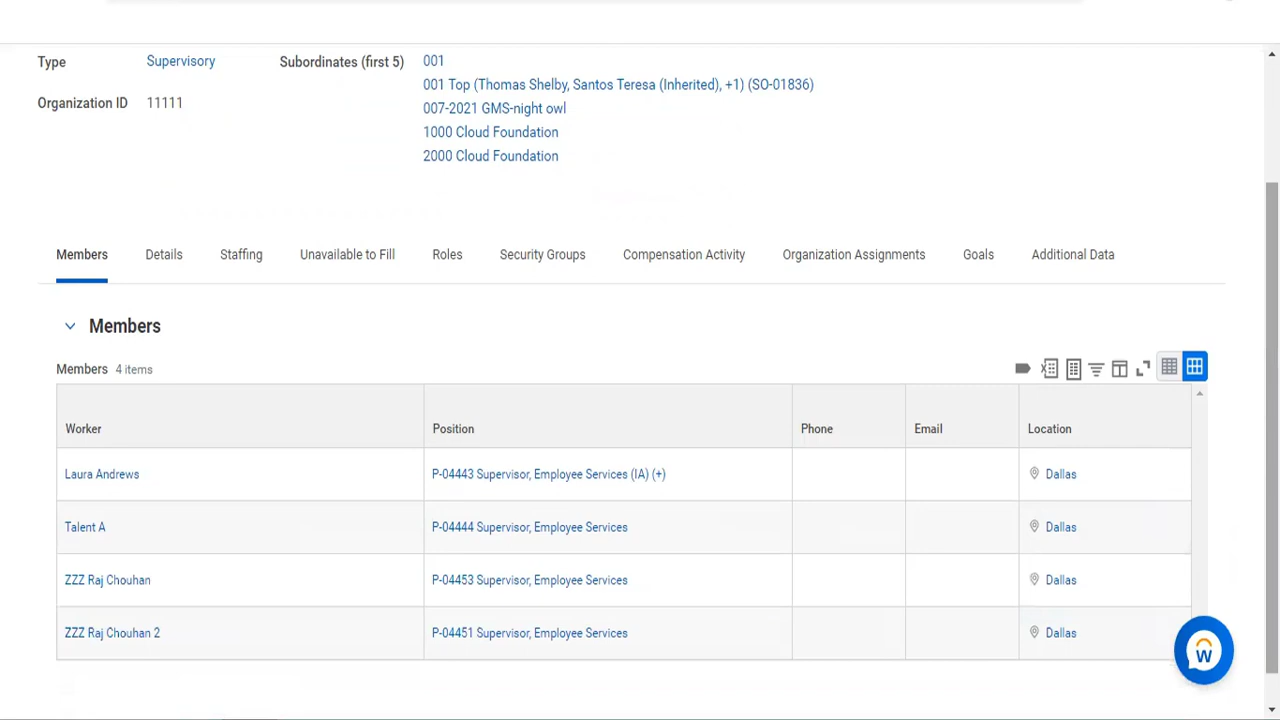 Type Supervisory Subordinates (first 5) 001
001 Top (Thomas Shelby, Santos Teresa (Inherited), +1) (SO-01836)
Organization ID 11111
007-2021 GMS-night owl
1000 Cloud Foundation
2000 Cloud Foundation
Members Details Staffing Unavailable to Fill Roles Security Groups Compensation Activity Organization Assignments Goals Additional Data
Members
Members 4 items
Worker Position Phone Email Location
Laura Andrews P-04443 Supervisor, Employee Services (IA) (+) Dallas
Talent A P-04444 Supervisor, Employee Services Dallas
ZZZ Raj Chouhan P-04453 Supervisor, Employee Services Dallas
ZZZ Raj Chouhan 2 P-04451 Supervisor, Employee Services Dallas
W